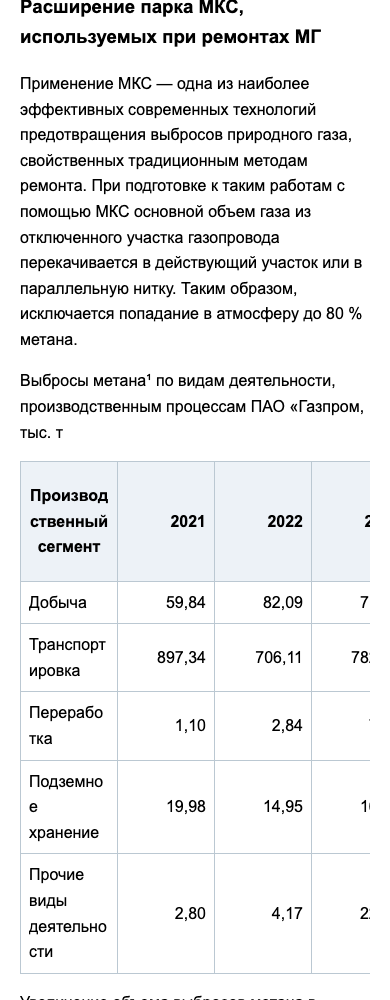 Расширение парка МКС,
используемых при ремонтах МГ
Применение МКС — одна из наиболее
эффективных современных технологий
предотвращения выбросов природного газа,
свойственных традиционным методам
ремонта. При подготовке к таким работам с
помощью МКС основной объем газа из
отключенного участка газопровода
перекачивается в действующий участок или в
параллельную нитку. Таким образом,
исключается попадание в атмосферу до 80 %
метана.
Выбросы метана¹ по видам деятельности,
производственным процессам ПАО «Газпром,
тыс. т
Производ
ственный
сегмент
2021
2022
Добыча
59,84
82,09
Транспорт
ировка
897,34
706,11
Перерабо
тка
1,10
2,84
Подземно
е
хранение
19,98
14,95
Прочие
виды
деятельно
сти
2,80
4,17